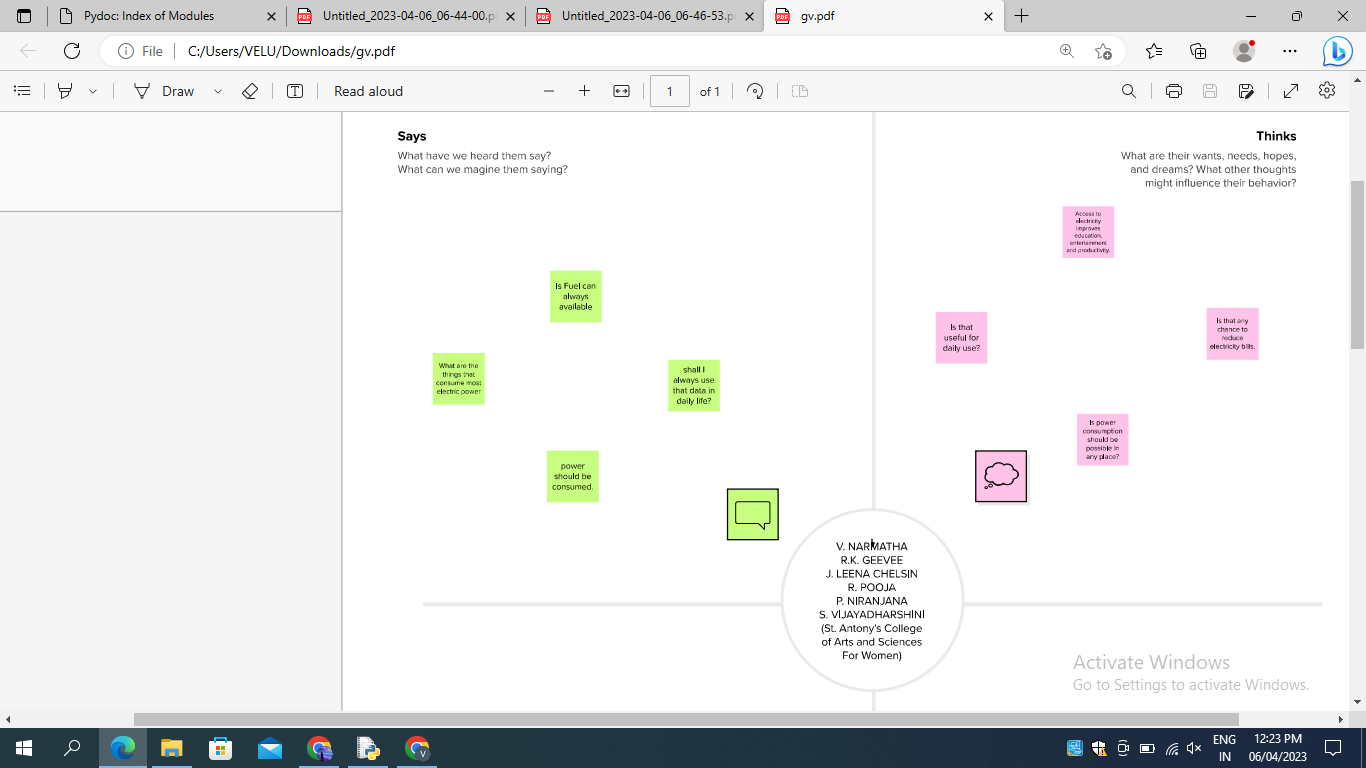 Pydoc: Index of Modules
Untitled_2023-04-06_06-44-00.p
Untitled_2023-04-06_06-46-53.p
gv.pdf
File
C:/Users/VELU/Downloads/gv.pdf
Draw
Read aloud
1
of 1
Says
What have we heard them say?
What can we magine them saying?
Thinks
What are their wants, needs, hopes,
and dreams? What other thoughts
might influence their behavior?
Access to
electricity
improves
education,
entertainment
and productivity.
Is Fuel can
always
available
Is that
useful for
daily use?
Is that any
chance to
reduce
electricity bills.
What are the
things that
consume most
electric power
shall I
always use
that data in
daily life?
Is power
consumption
should be
possible in
any place?
power
should be
consumed.
V. NARMATHA
R.K. GEEVEE
J. LEENA CHELSIN
R. POOJA
P. NIRANJANA
S. VIJAYADHARSHINI
(St. Antony's College
of Arts and Sciences
For Women)
Activate Windows
Go to Settings to activate Windows.
ENG
IN
12:23 PM
06/04/2023